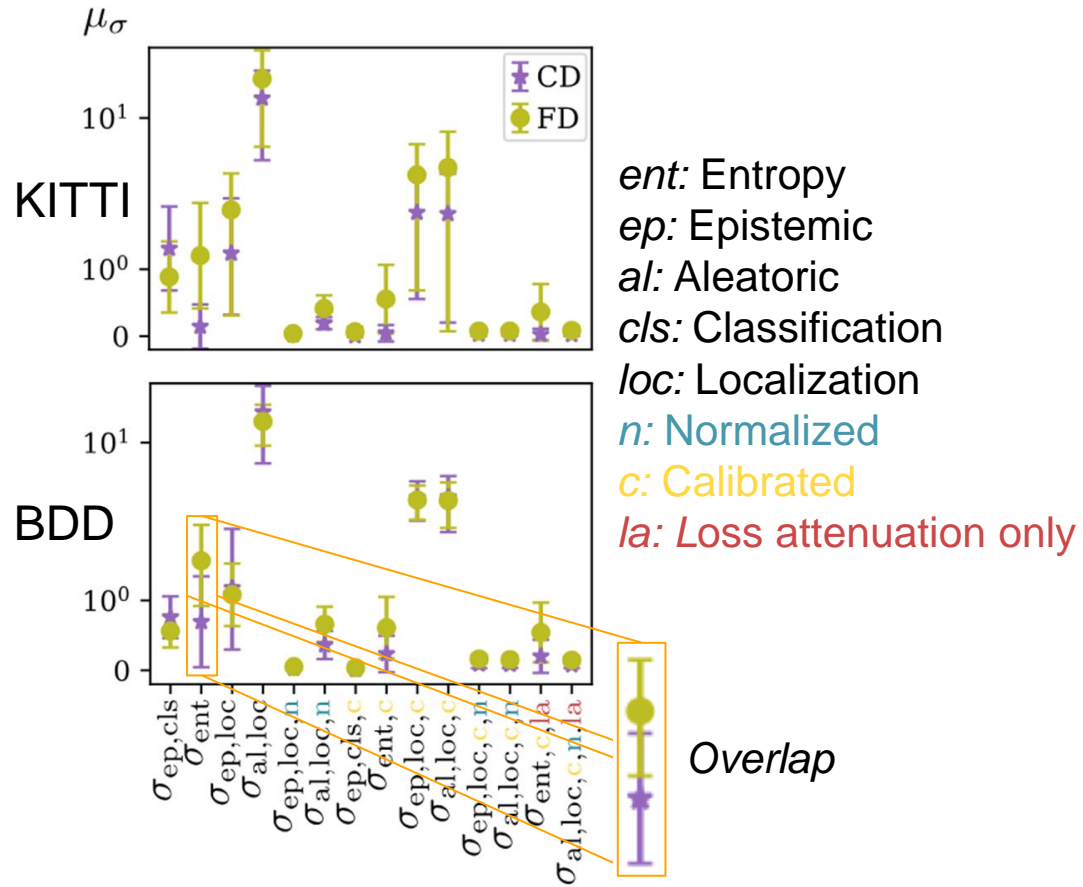 μσ
KITTI
10¹
10⁰
0
CD
FD
BDD
10¹
10⁰
0
σep,cls
σent
σep,loc
σal,loc
σep,loc,n
σal,loc,n
σep,cls,c
σent,c
σep,loc,c
σal,loc,c
σep,loc,c,n
σal,loc,c,n
σent,c,la
σal,loc,c,n,la
ent: Entropy
ep: Epistemic
al: Aleatoric
cls: Classification
loc: Localization
n: Normalized
c: Calibrated
la: Loss attenuation only
Overlap